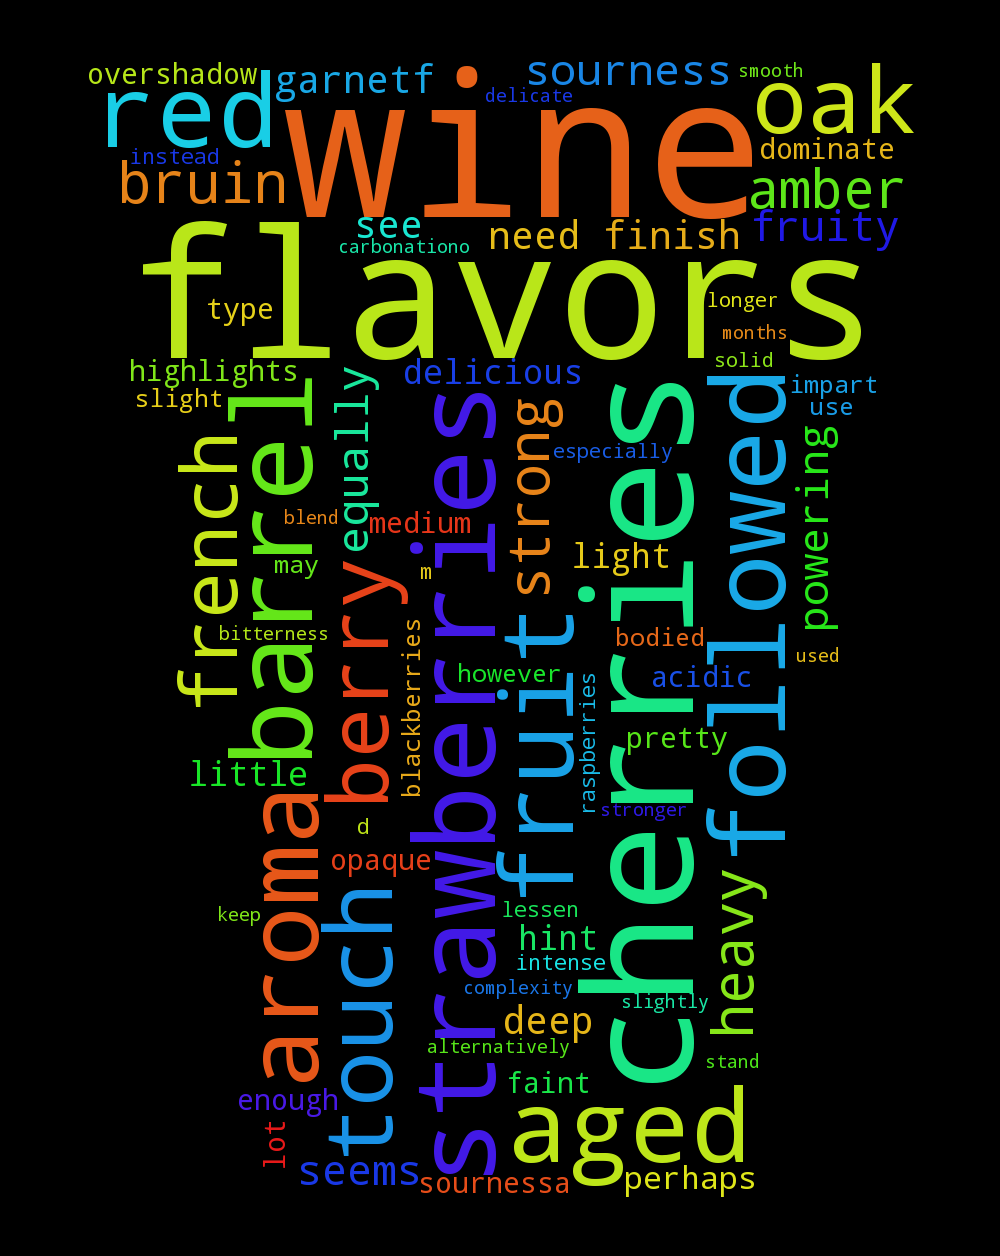 overshadow
garnetf
sourness
smooth
delicate
red
wine
oak
instead
bruin
dominate
amber
see
need
finish
fruity
carbonationo
flavors
type
longer
months
solid
highlights
delicious
slight
impart
use
equally
barrel
french
strawberries
strong
cherries
followed
powering
especially
blend
medium
may
m
light
berry
bitterness
blackberries
fruit
bodied
used
however
raspberries
acidic
pretty
little
stronger
d
opaque
aroma
touch
keep
lessen
heavy
hint
intense
complexity
slightly
deep
alternatively
stand
faint
enough
aged
lot
seems
sournessa
perhaps